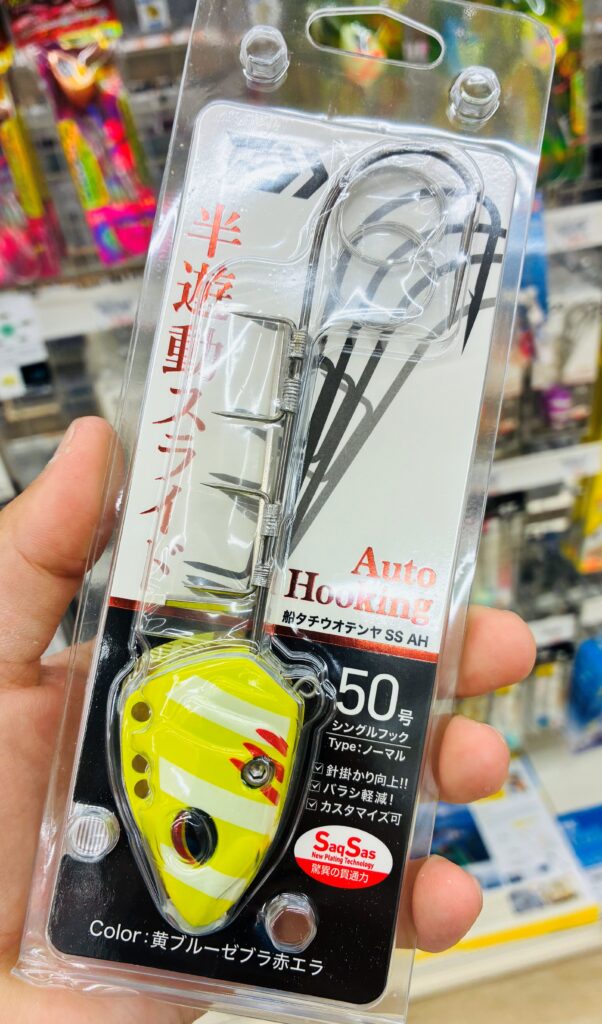 半遊動スライド
Auto
Hooking
船タチウオテンヤ SS AH
50号
シングルフック
Type:ノーマル
針掛かり向上!!
バラシ軽減!
カスタマイズ可
SaqSas
New Plating Technology
驚異の貫通力
Color:黄ブルーゼブラ赤エラ